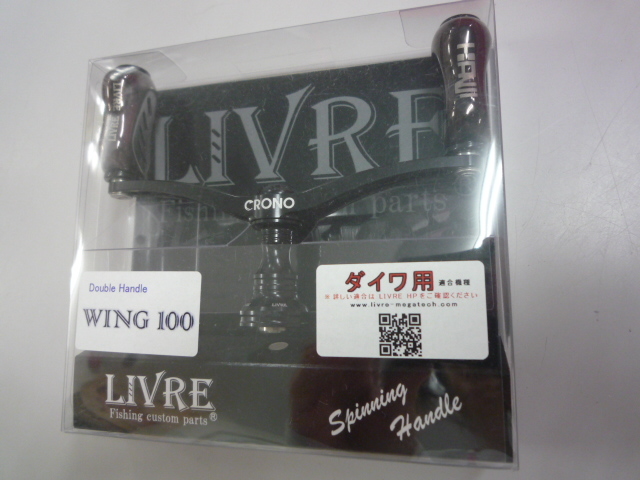 LIVRE
Fishing custom parts
CRONO
Double Handle
WING 100
ダイワ用 適合機種
※詳しい適合は LIVRE HPをご確認ください
www.livre-megatech.com
LIVRE
Fishing custom parts®
Spinning
Handle